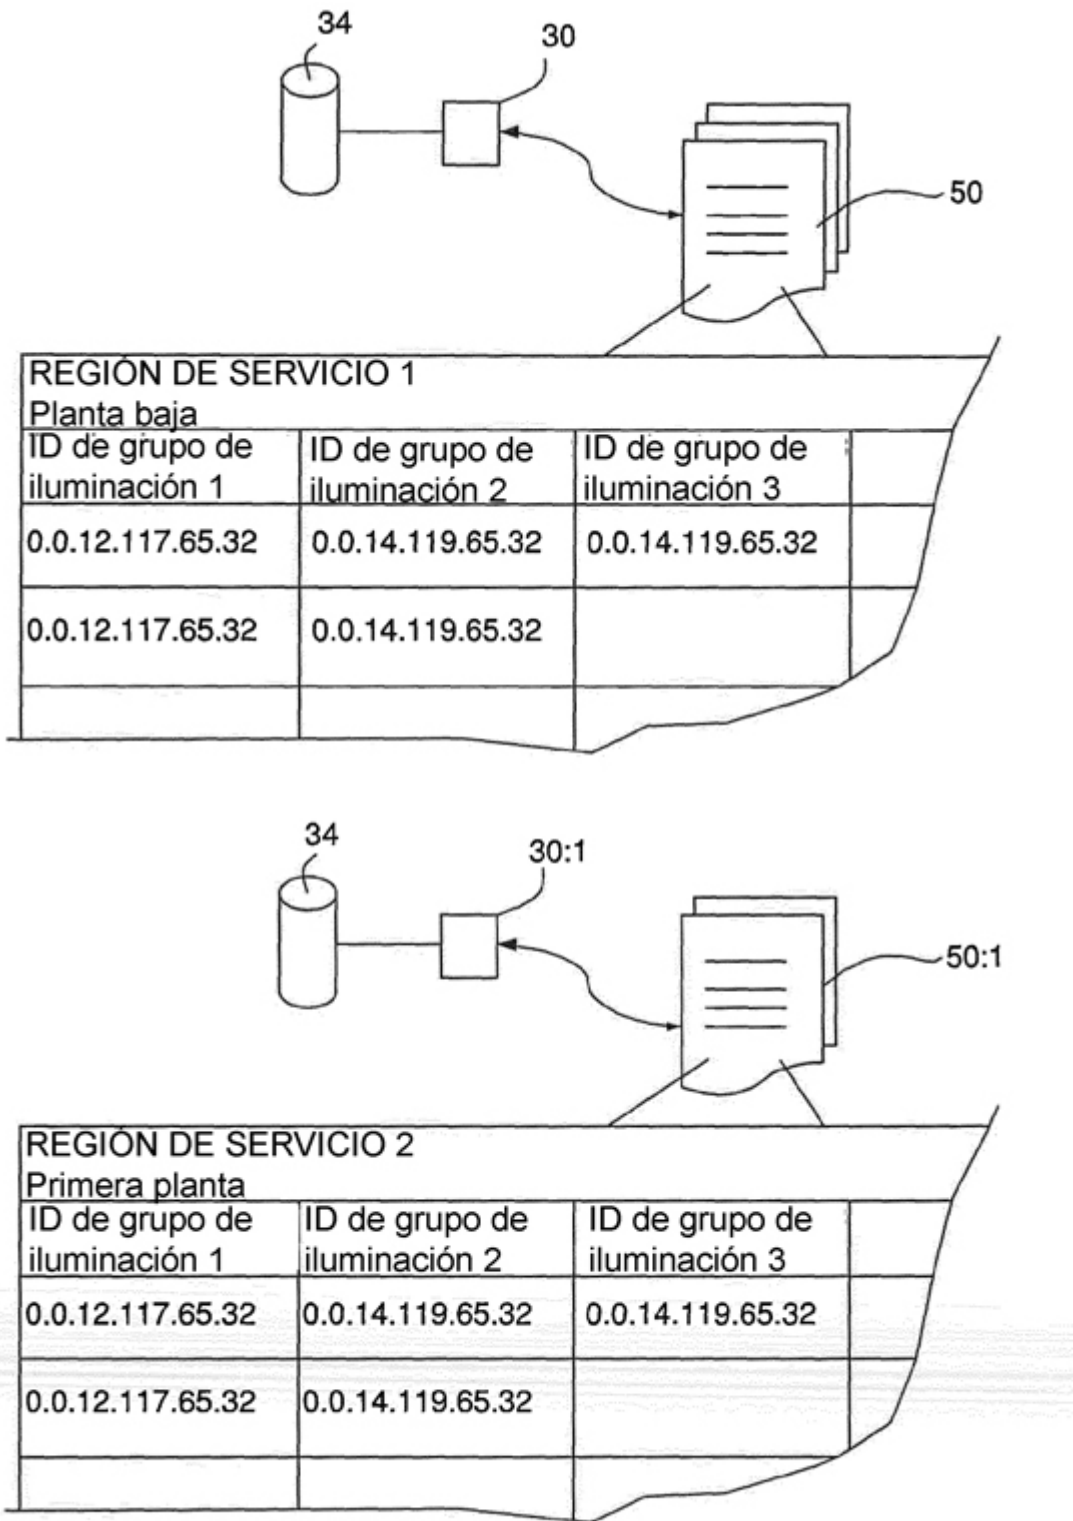 34
30
50
REGIÓN DE SERVICIO 1
Planta baja
ID de grupo de iluminación 1
ID de grupo de iluminación 2
ID de grupo de iluminación 3
0.0.12.117.65.32 0.0.14.119.65.32 0.0.14.119.65.32
0.0.12.117.65.32 0.0.14.119.65.32
34
30:1
50:1
REGIÓN DE SERVICIO 2
Primera planta
ID de grupo de iluminación 1
ID de grupo de iluminación 2
ID de grupo de iluminación 3
0.0.12.117.65.32 0.0.14.119.65.32 0.0.14.119.65.32
0.0.12.117.65.32 0.0.14.119.65.32